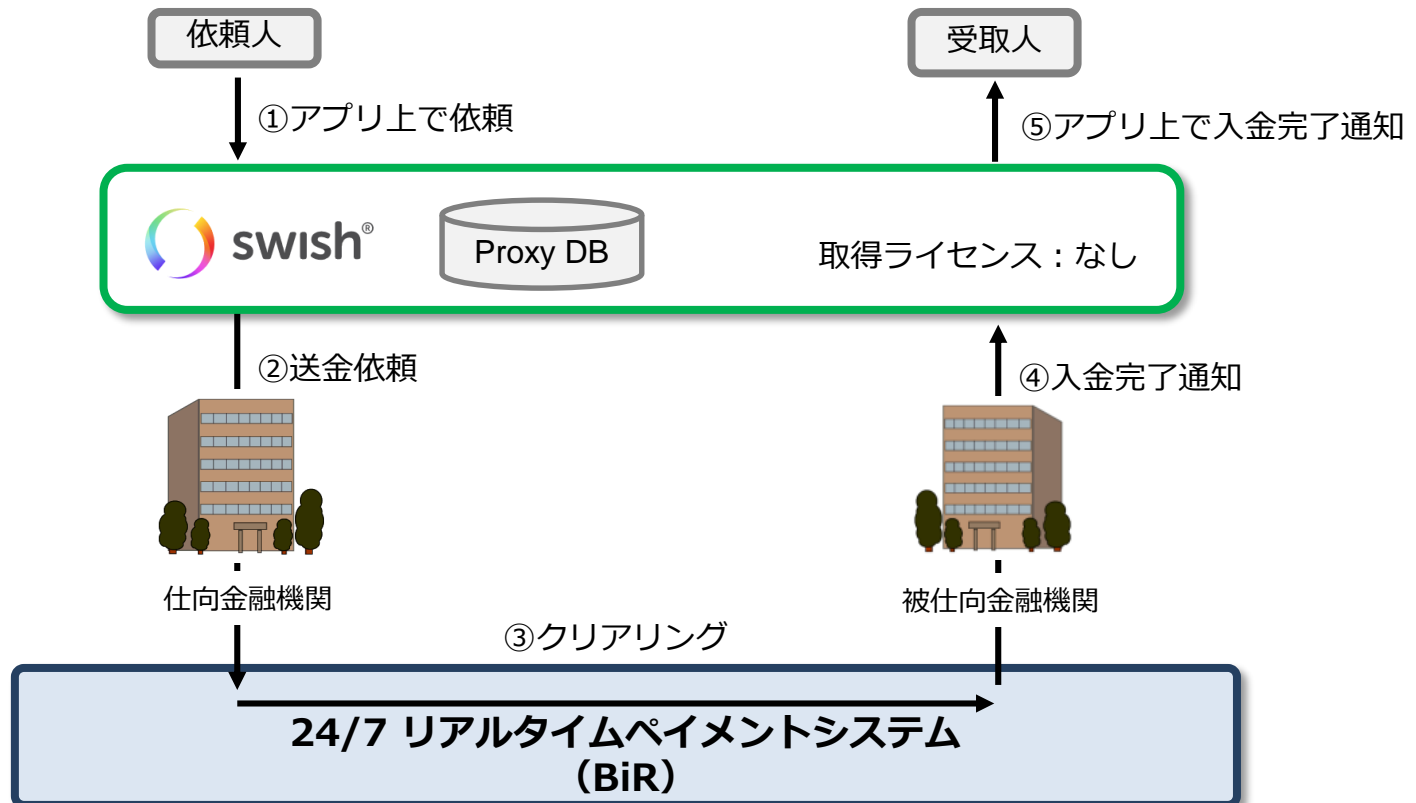 依頼人
受取人
①アプリ上で依頼
⑤アプリ上で入金完了通知
swish®
Proxy DB
取得ライセンス：なし
②送金依頼
④入金完了通知
仕向金融機関
被仕向金融機関
③クリアリング
24/7 リアルタイムペイメントシステム
（BiR）